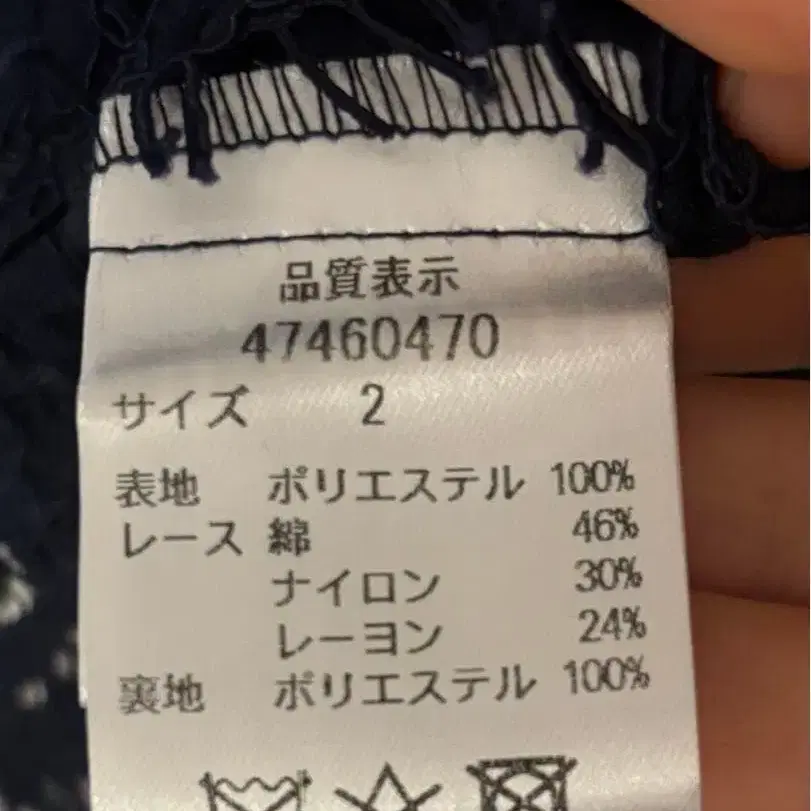 品質表示
47460470
サイズ 2
表地 ポリエステル 100%
レース 綿 46%
ナイロン 30%
レーヨン 24%
裏地 ポリエステル 100%